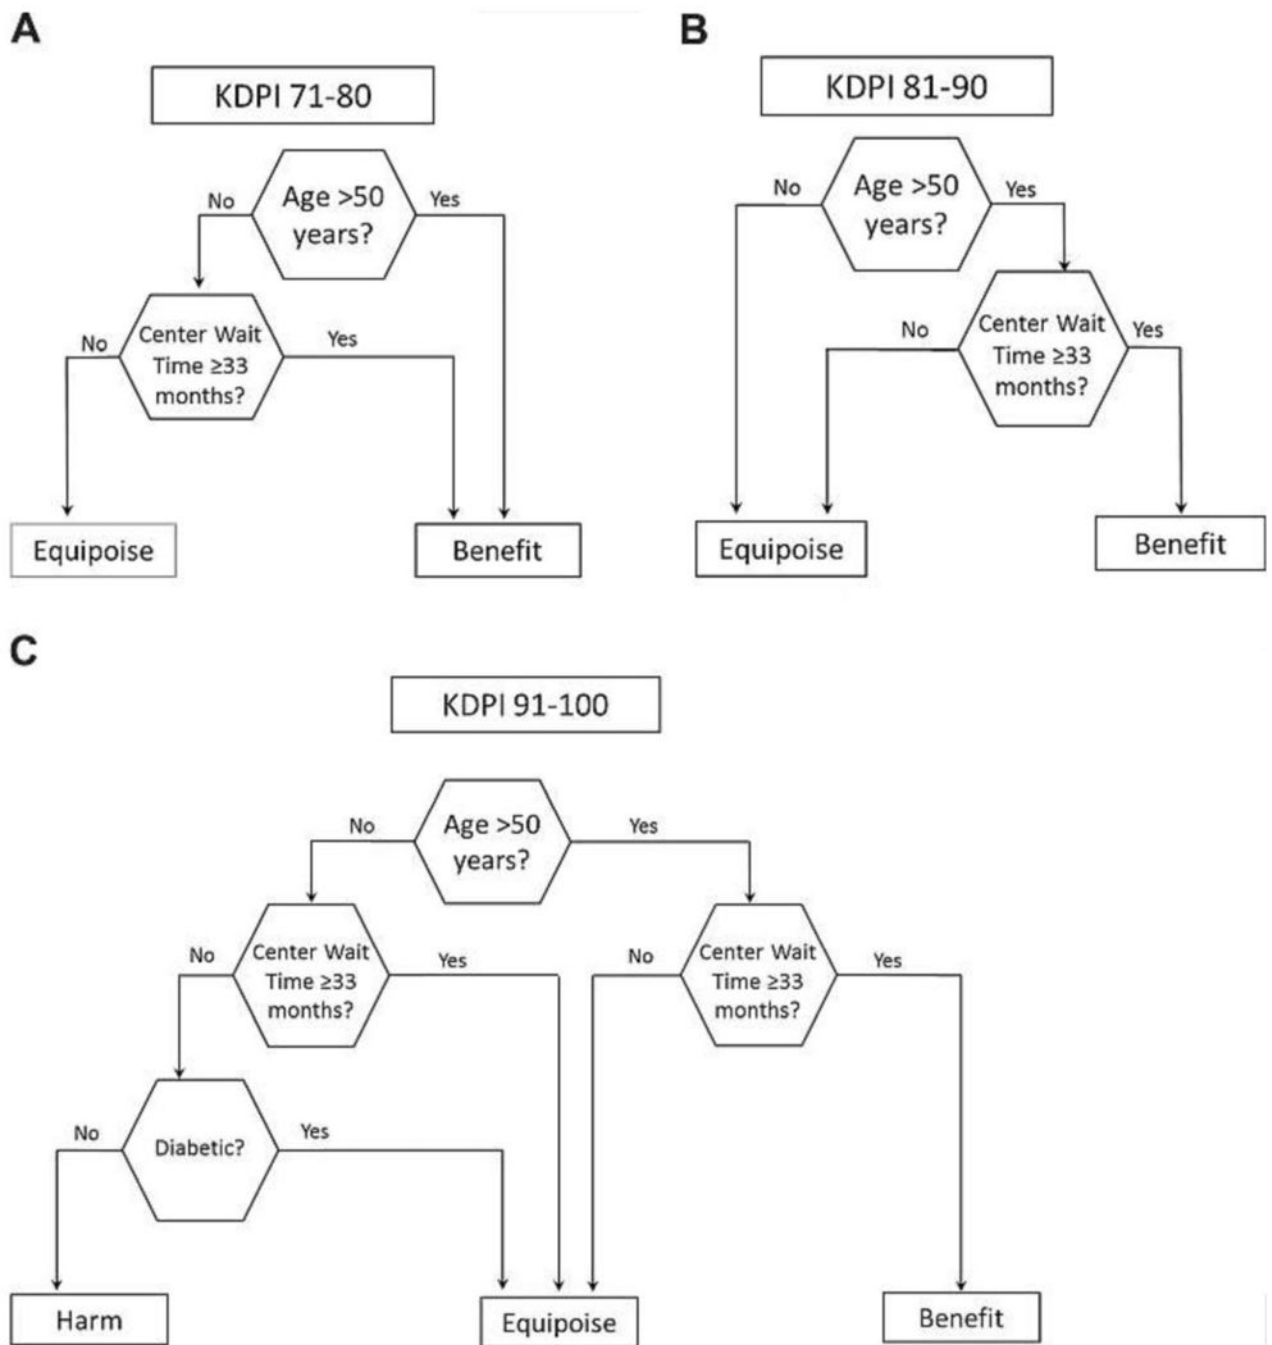 A
KDPI 71-80
Age >50
years?
No
Yes
Center Wait
Time ≥33
months?
No
Yes
Equipoise
Benefit
B
KDPI 81-90
Age >50
years?
No
Yes
Center Wait
Time ≥33
months?
No
Yes
Equipoise
Benefit
C
KDPI 91-100
Age >50
years?
No
Yes
Center Wait
Time ≥33
months?
No
Yes
Center Wait
Time ≥33
months?
No
Yes
Diabetic?
No
Yes
Harm
Equipoise
Benefit